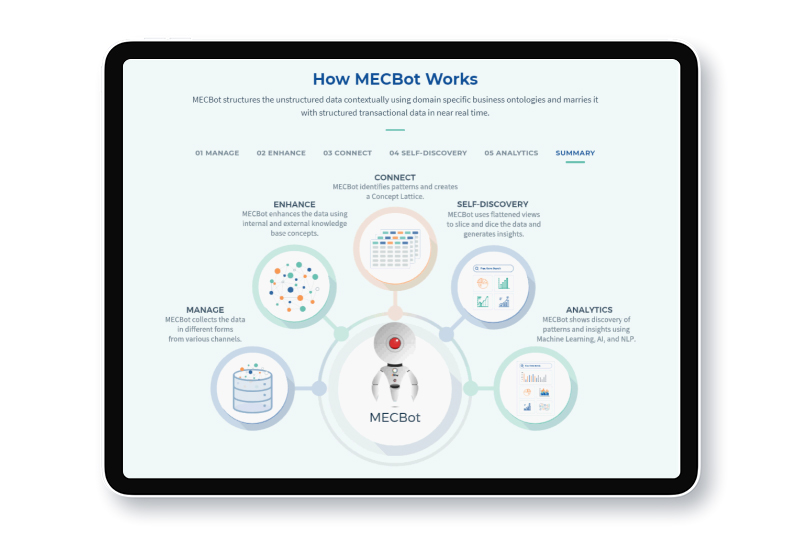 How MECBot Works
MECBot structures the unstructured data contextually using domain specific business ontologies and marries it
with structured transactional data in near real time.
01 MANAGE 02 ENHANCE 03 CONNECT 04 SELF-DISCOVERY 05 ANALYTICS SUMMARY
CONNECT
MECBot identifies patterns and creates
a Concept Lattice.
ENHANCE
MECBot enhances the data using
internal and external knowledge
base concepts.
SELF-DISCOVERY
MECBot uses flattened views
to slice and dice the data and
generates insights.
MANAGE
MECBot collects the data
in different forms
from various channels.
ANALYTICS
MECBot shows discovery of
patterns and insights using
Machine Learning, AI, and NLP.
MECBot